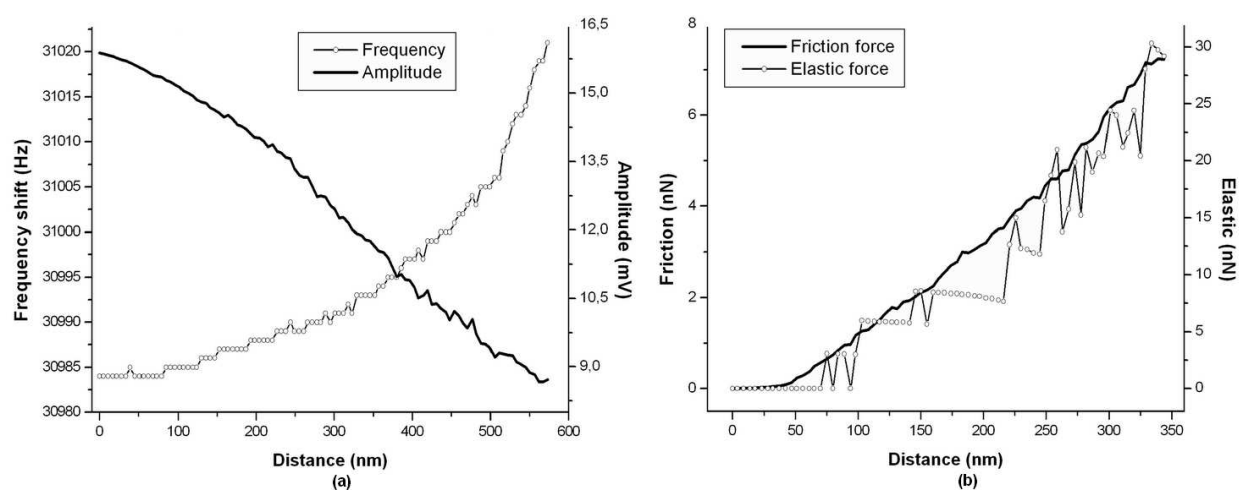 16,5
31020
31015
31010
31005
31000
30995
30990
30985
30980
Frequency shift (Hz)
Frequency
Amplitude
15,0
13,5
12,0
10,5
9,0
Amplitude (mV)
0 100 200 300 400 500 600
Distance (nm)
(a)
8
6
4
2
0
Friction (nN)
Friction force
Elastic force
30
25
20
15
10
5
0
Elastic (nN)
0 50 100 150 200 250 300 350
Distance (nm)
(b)